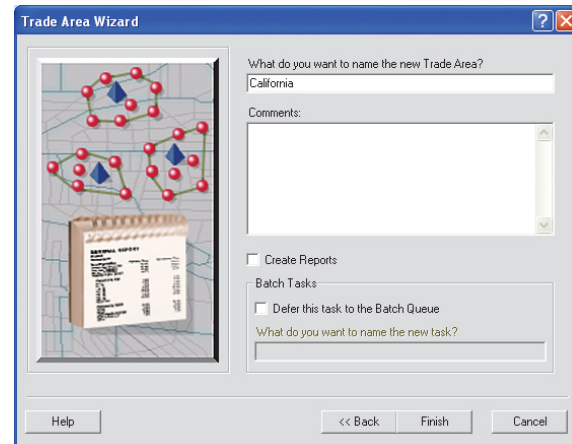 Trade Area Wizard
What do you want to name the new Trade Area?
California
Comments:
Create Reports
Batch Tasks
Defer this task to the Batch Queue
What do you want to name the new task?
Help
<< Back
Finish
Cancel